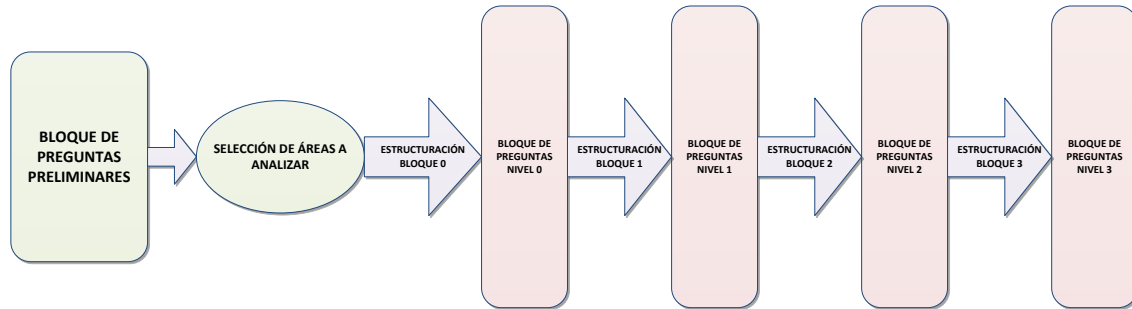 BLOQUE DE
PREGUNTAS
PRELIMINARES
SELECCIÓN DE ÁREAS A
ANALIZAR
ESTRUCTURACIÓN
BLOQUE 0
BLOQUE DE
PREGUNTAS
NIVEL 0
ESTRUCTURACIÓN
BLOQUE 1
BLOQUE DE
PREGUNTAS
NIVEL 1
ESTRUCTURACIÓN
BLOQUE 2
BLOQUE DE
PREGUNTAS
NIVEL 2
ESTRUCTURACIÓN
BLOQUE 3
BLOQUE DE
PREGUNTAS
NIVEL 3